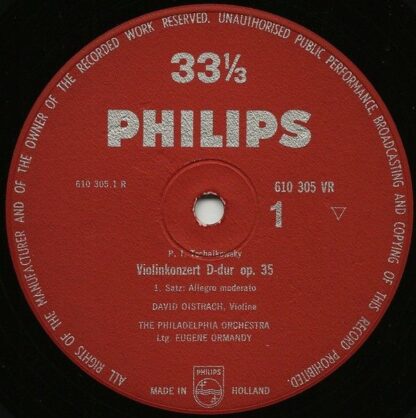 ALL RIGHTS OF THE MANUFACTURER AND OF THE OWNER OF THE RECORDED WORK RESERVED. UNAUTHORISED PUBLIC PERFORMANCE, BROADCASTING AND COPYING OF THIS RECORD PROHIBITED.
33⅓
PHILIPS
610 305.1 R
610 305 VR
1 ▽
P. I. Tschaikowsky
Violinkonzert D-dur op. 35
1. Satz: Allegro moderato
DAVID OISTRACH, Violine
THE PHILADELPHIA ORCHESTRA
Ltg. EUGENE ORMANDY
PHILIPS
MADE IN HOLLAND